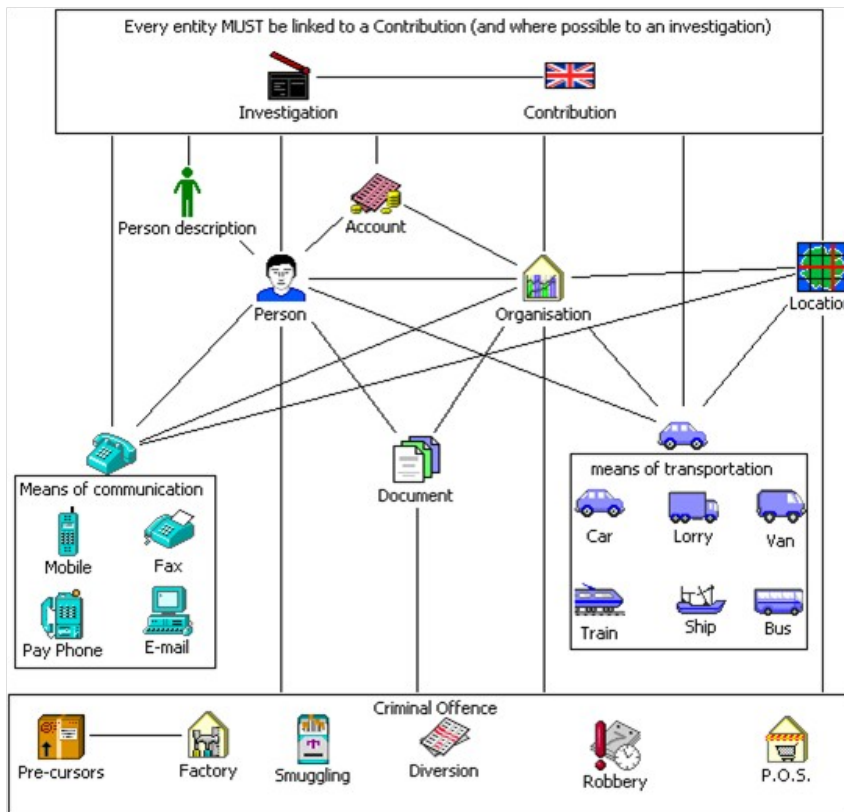 Every entity MUST be linked to a Contribution (and where possible to an investigation)
Investigation
Contribution
Person description
Account
Person
Organisation
Location
Means of communication
Mobile
Fax
Pay Phone
E-mail
Document
means of transportation
Car
Lorry
Van
Train
Ship
Bus
Criminal Offence
Pre-cursors
Factory
Smuggling
Diversion
Robbery
P.O.S.